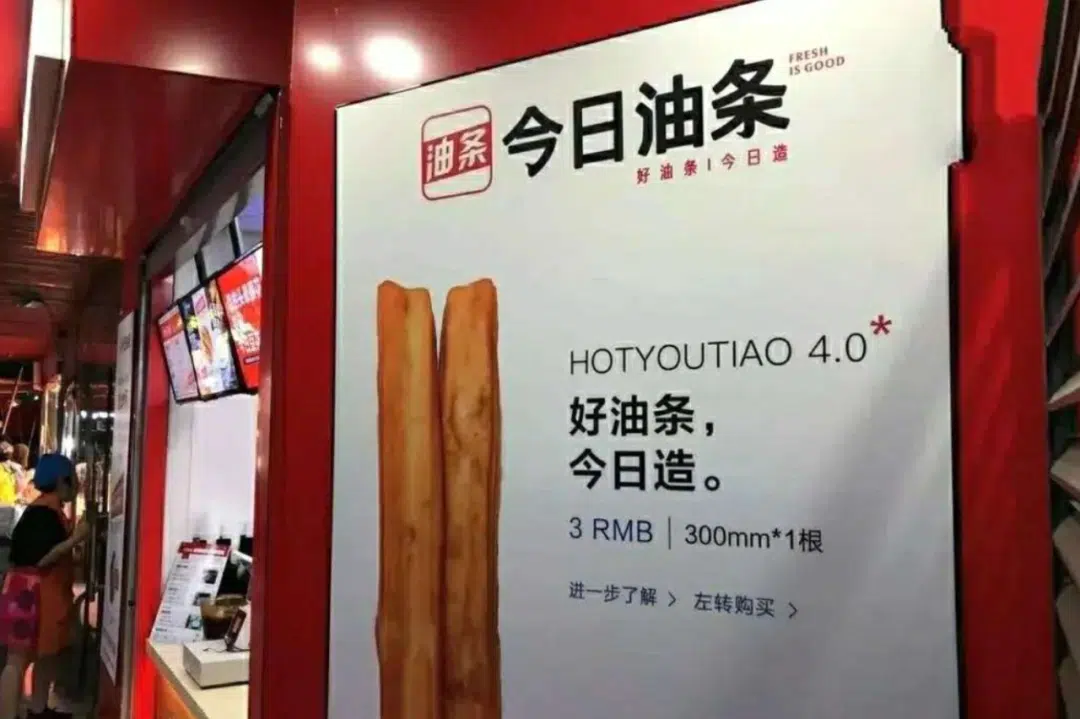 油条
今日油条
FRESH
IS GOOD
好油条|今日造
HOTYOUTIAO 4.0*
好油条，
今日造。
3 RMB | 300mm*1根
进一步了解 > 左转购买 >